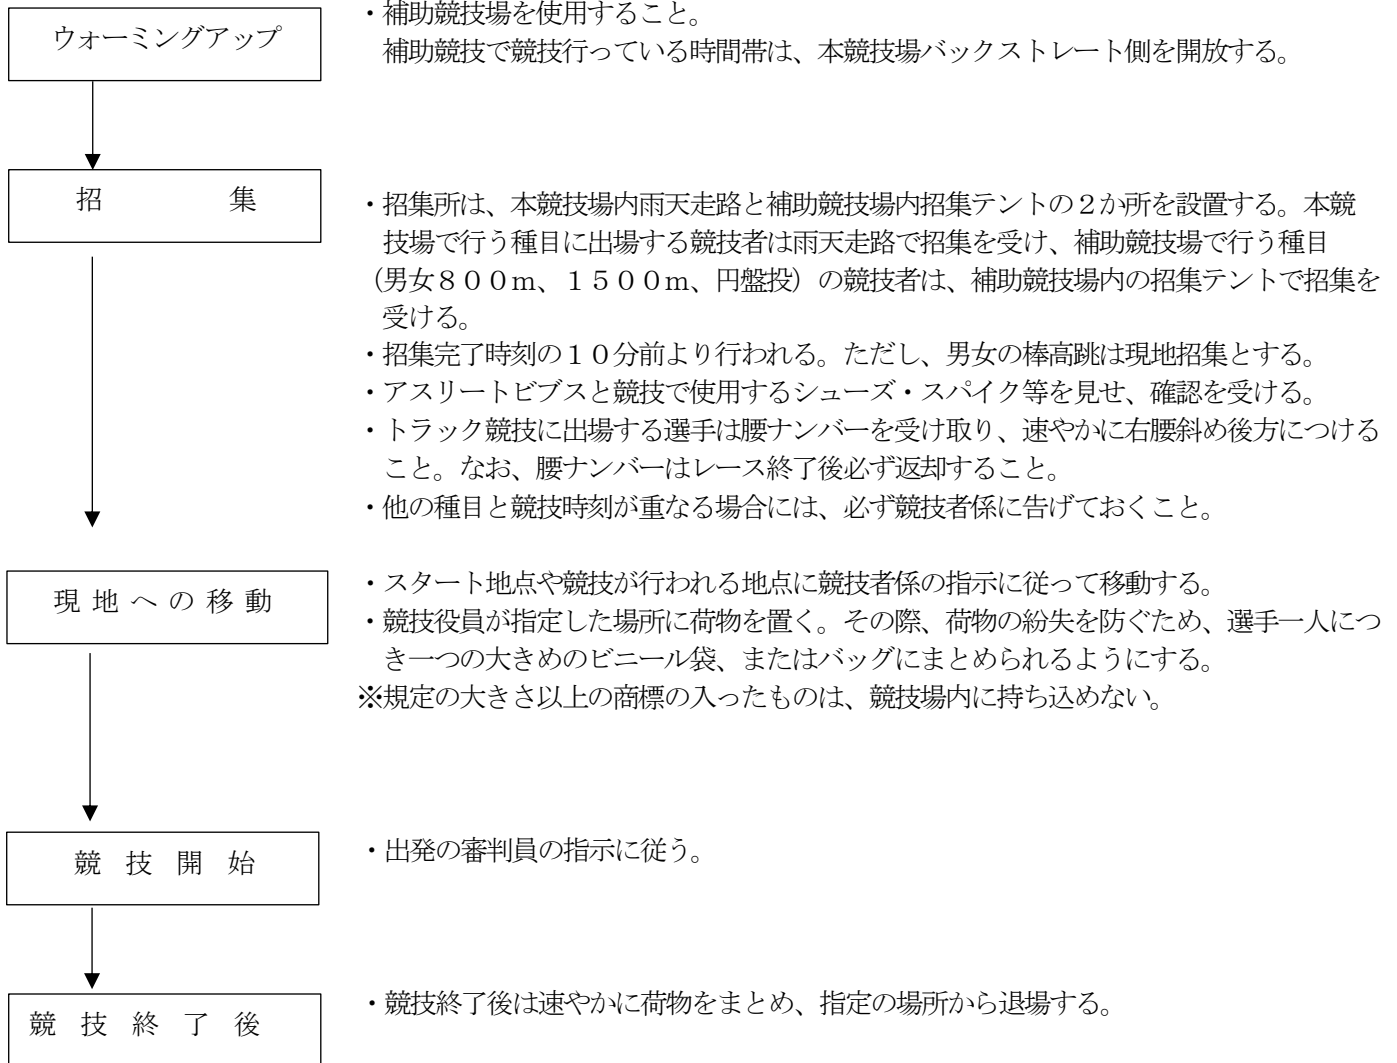 ウォーミングアップ
・補助競技場を使用すること。
補助競技で競技行っている時間帯は、本競技場バックストレート側を開放する。
招　　　　　集
・招集所は、本競技場内雨天走路と補助競技場内招集テントの２か所を設置する。本競
技場で行う種目に出場する競技者は雨天走路で招集を受け、補助競技場で行う種目
（男女８００ｍ、１５００ｍ、円盤投）の競技者は、補助競技場内の招集テントで招集を
受ける。
・招集完了時刻の１０分前より行われる。ただし、男女の棒高跳は現地招集とする。
・アスリートビブスと競技で使用するシューズ・スパイク等を見せ、確認を受ける。
・トラック競技に出場する選手は腰ナンバーを受け取り、速やかに右腰斜め後方につける
こと。なお、腰ナンバーはレース終了後必ず返却すること。
・他の種目と競技時刻が重なる場合には、必ず競技者係に告げておくこと。
現 地 へ の 移 動
・スタート地点や競技が行われる地点に競技者係の指示に従って移動する。
・競技役員が指定した場所に荷物を置く。その際、荷物の紛失を防ぐため、選手一人につ
き一つの大きめのビニール袋、またはバッグにまとめられるようにする。
※規定の大きさ以上の商標の入ったものは、競技場内に持ち込めない。
競　技　開　始
・出発の審判員の指示に従う。
競　技　終　了　後
・競技終了後は速やかに荷物をまとめ、指定の場所から退場する。